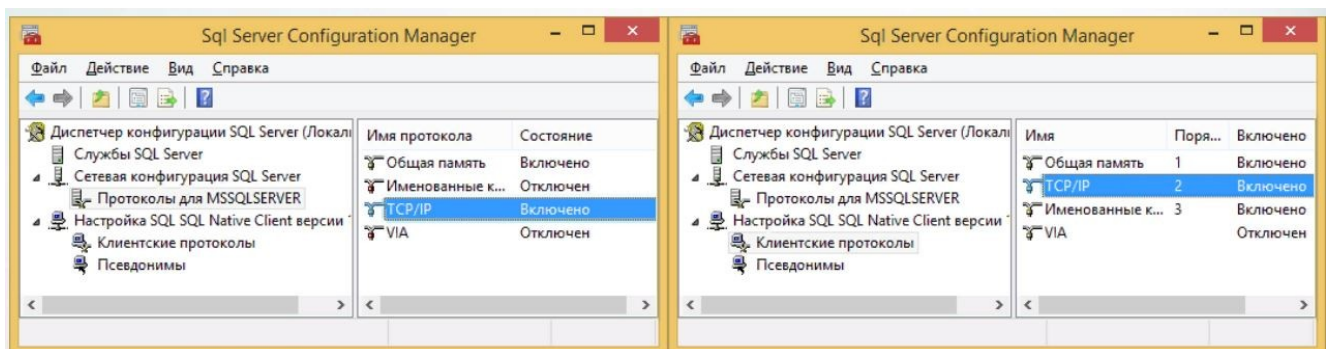 Sql Server Configuration Manager
Файл Действие Вид Справка
Диспетчер конфигурации SQL Server (Локал
Службы SQL Server
Сетевая конфигурация SQL Server
Протоколы для MSSQLSERVER
Настройка SQL SQL Native Client версии
Клиентские протоколы
Псевдонимы
Имя протокола Состояние
Общая память Включено
Именованные к... Отключен
TCP/IP Включено
VIA Отключен
Sql Server Configuration Manager
Файл Действие Вид Справка
Диспетчер конфигурации SQL Server (Локал
Службы SQL Server
Сетевая конфигурация SQL Server
Протоколы для MSSQLSERVER
Настройка SQL SQL Native Client версии
Клиентские протоколы
Псевдонимы
Имя Поря... Включено
Общая память 1 Включено
TCP/IP 2 Включено
Именованные к... 3 Включено
VIA Отключен